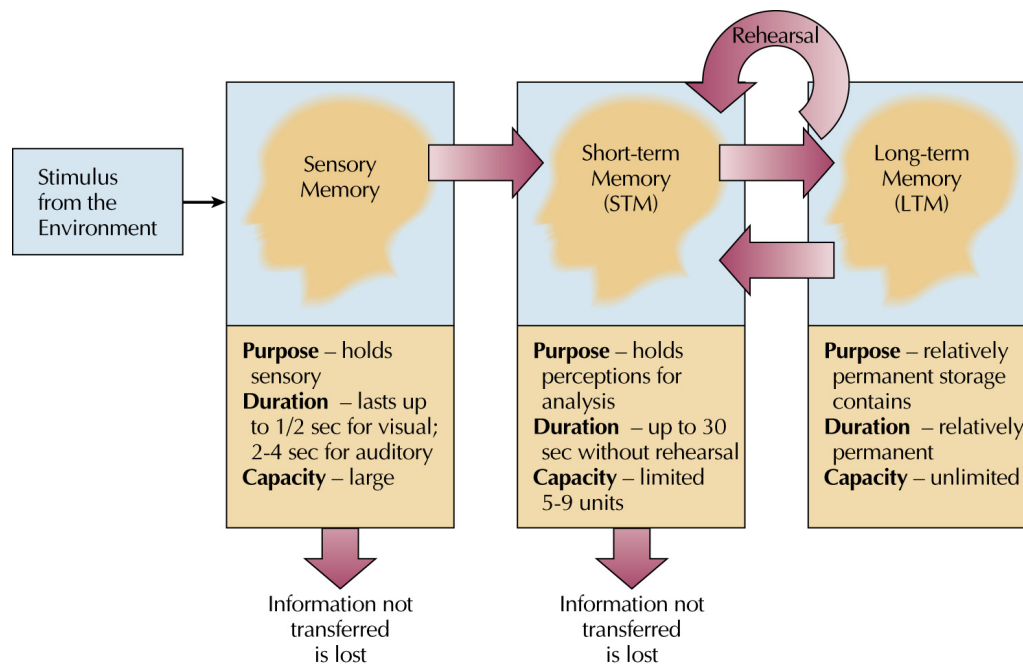 Rehearsal
Stimulus
from the
Environment
Sensory
Memory
Short-term
Memory
(STM)
Long-term
Memory
(LTM)
Purpose – holds
sensory
Duration – lasts up
to 1/2 sec for visual;
2-4 sec for auditory
Capacity – large
Purpose – holds
perceptions for
analysis
Duration – up to 30
sec without rehearsal
Capacity – limited
5-9 units
Purpose – relatively
permanent storage
contains
Duration – relatively
permanent
Capacity – unlimited
Information not
transferred
is lost
Information not
transferred
is lost